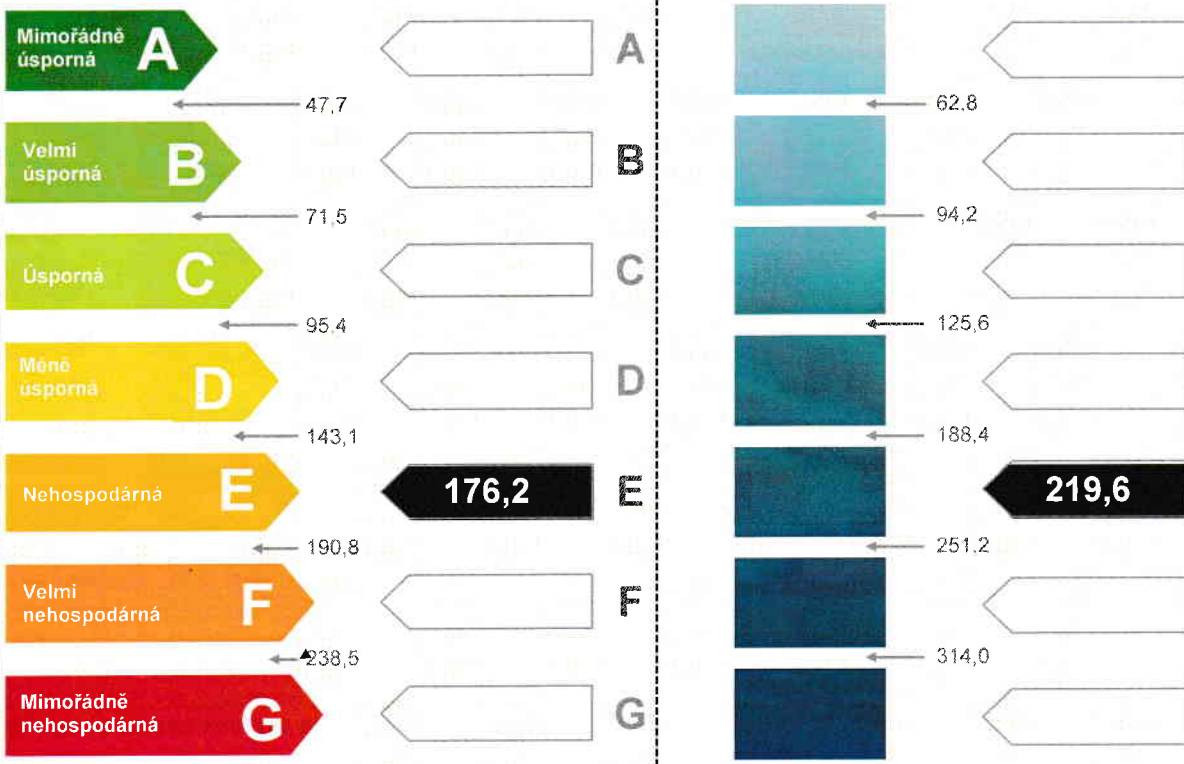 Mimořádně
úsporná
A
A
47,7
62.8
Velmi
úsporná
B
B
71,5
94,2
Úsporná
C
C
95,4
125,6
Méně
úsporná
D
D
143,1
188,4
Nehospodárná
E
176,2
E
219,6
190,8
251.2
Velmi
nehospodárná
F
F
238,5
314,0
Mimořádně
nehospodárná
G
G